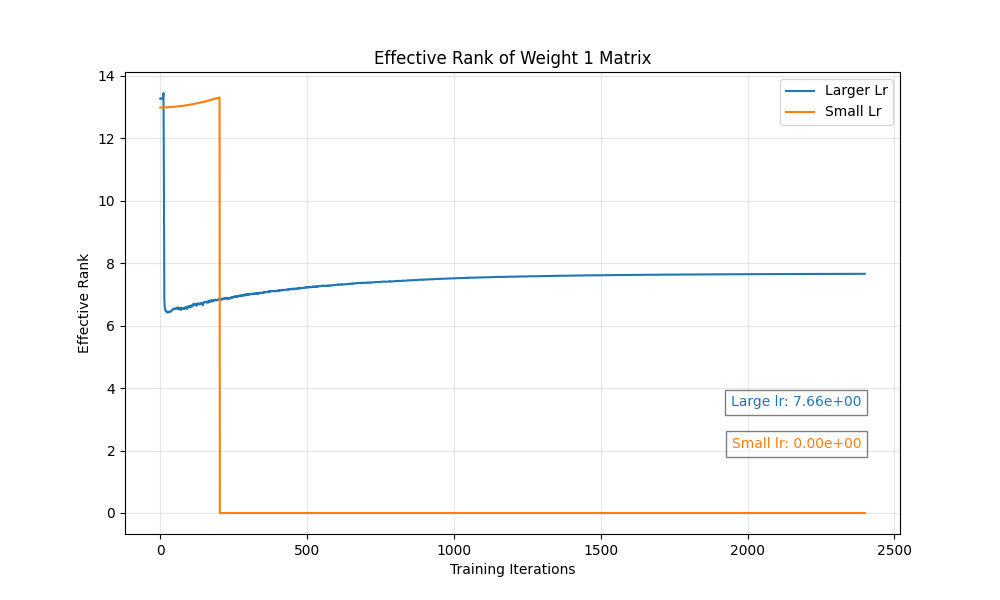 Effective Rank of Weight 1 Matrix
Larger Lr
Small Lr
14
12
10
8
6
4
2
0
Effective Rank
Large lr: 7.66e+00
Small lr: 0.00e+00
0
500
1000
1500
2000
2500
Training Iterations